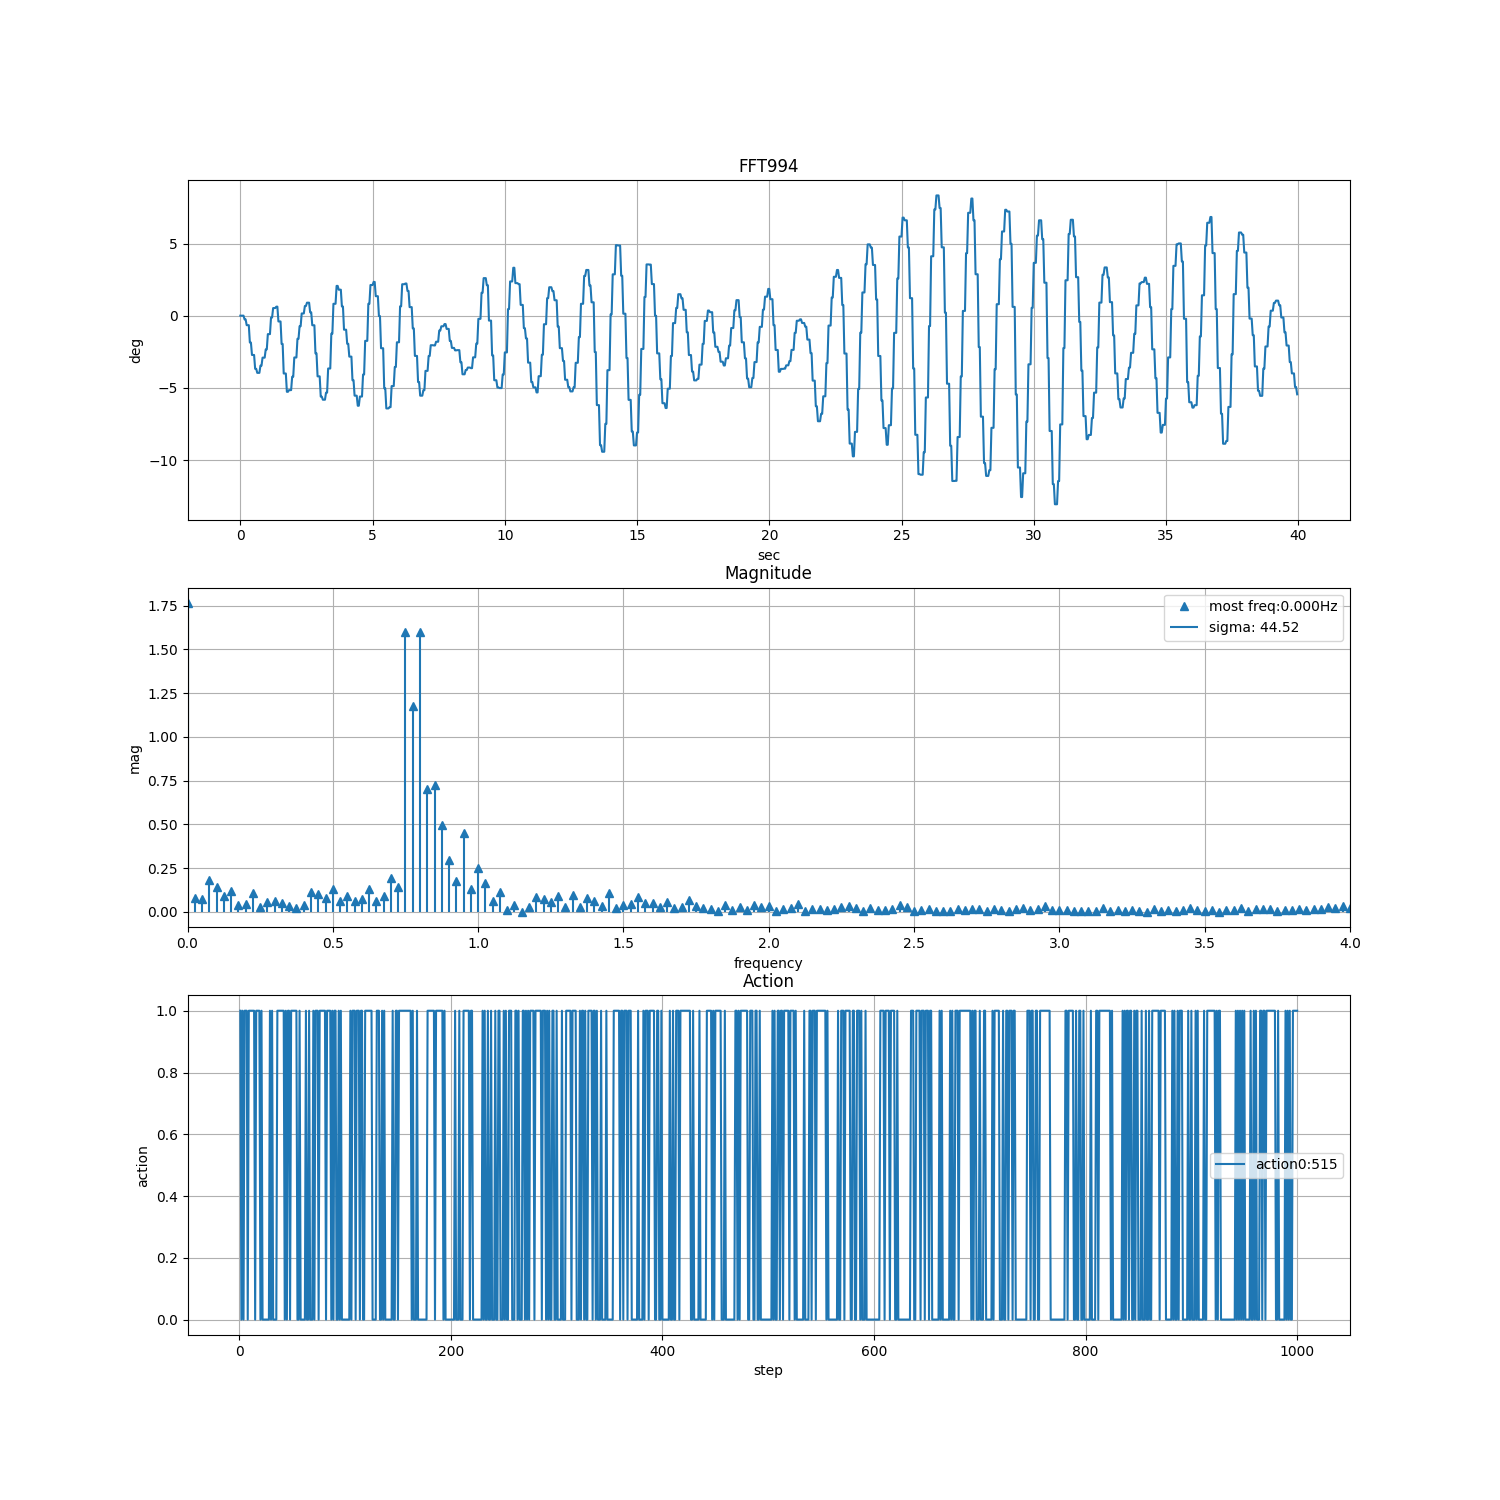 FFT994
5
0
−5
−10
deg
0 5 10 15 20 25 30 35 40
sec
Magnitude
1.75
1.50
1.25
1.00
0.75
0.50
0.25
0.00
mag
most freq:0.000Hz
sigma: 44.52
0.0 0.5 1.0 1.5 2.0 2.5 3.0 3.5 4.0
frequency
Action
1.0
0.8
0.6
0.4
0.2
0.0
action
action0:515
0 200 400 600 800 1000
step